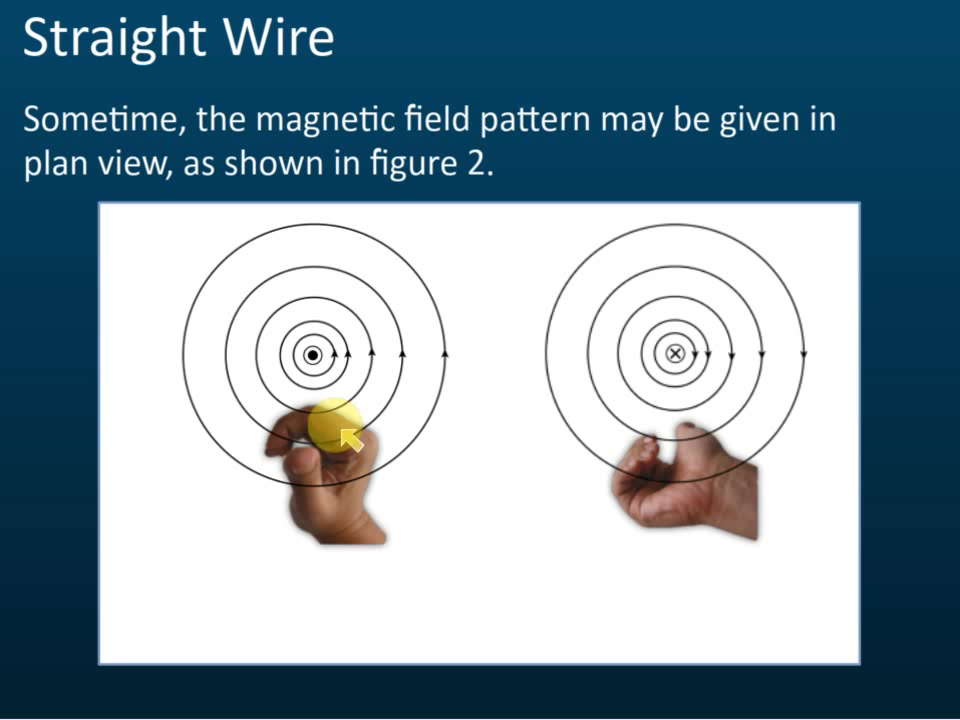 Straight Wire
Sometime, the magnetic field pattern may be given in
plan view, as shown in figure 2.